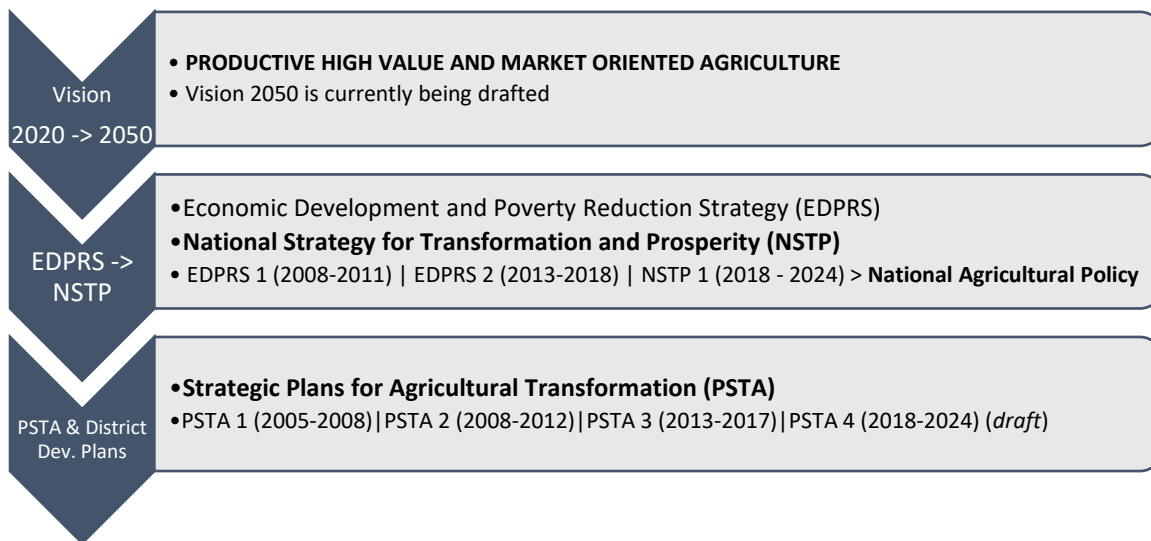 Vision
2020 -> 2050
• PRODUCTIVE HIGH VALUE AND MARKET ORIENTED AGRICULTURE
• Vision 2050 is currently being drafted
EDPRS ->
NSTP
•Economic Development and Poverty Reduction Strategy (EDPRS)
•National Strategy for Transformation and Prosperity (NSTP)
• EDPRS 1 (2008-2011) | EDPRS 2 (2013-2018) | NSTP 1 (2018 - 2024) > National Agricultural Policy
PSTA & District
Dev. Plans
•Strategic Plans for Agricultural Transformation (PSTA)
•PSTA 1 (2005-2008)|PSTA 2 (2008-2012)|PSTA 3 (2013-2017)|PSTA 4 (2018-2024) (draft)